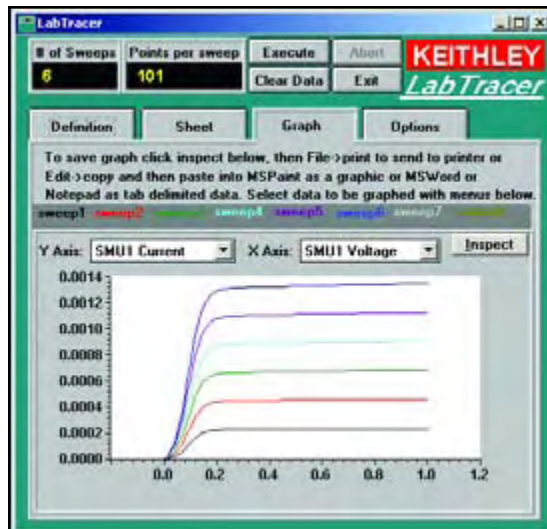 LabTracer
# of Sweeps Points per sweep Execute Abort KEITHLEY
6 101 Clear Data Exit LabTracer
Definition Sheet Graph Options
To save graph click inspect below, then File->print to send to printer or
Edit->copy and then paste into MSPaint as a graphic or MSWord or
Notepad as tab delimited data. Select data to be graphed with menus below.
sweep1 sweep2 sweep3 sweep4 sweep5 sweep6 sweep7
Y Axis: SMU1 Current X Axis: SMU1 Voltage Inspect
0.0014
0.0012
0.0010
0.0008
0.0006
0.0004
0.0002
0.0000
0.0 0.2 0.4 0.6 0.8 1.0 1.2